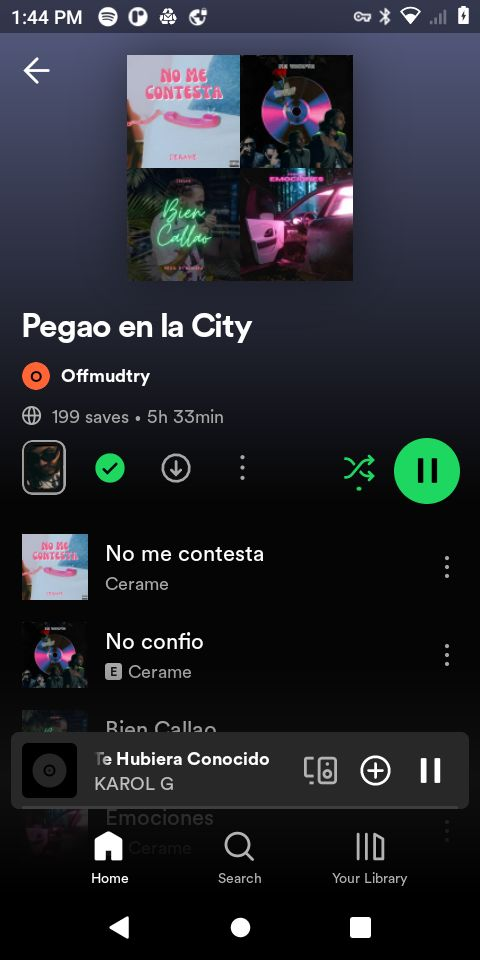 1:44 PM
NO ME
CONTESTA
CERAME
EMOCIONES
Bien
Callao
Pegao en la City
Offmudtry
199 saves • 5h 33min
No me contesta
Cerame
No confio
E Cerame
Bien Callao
Te Hubiera Conocido
KAROL G
Emociones
Cerame
Home
Search
Your Library